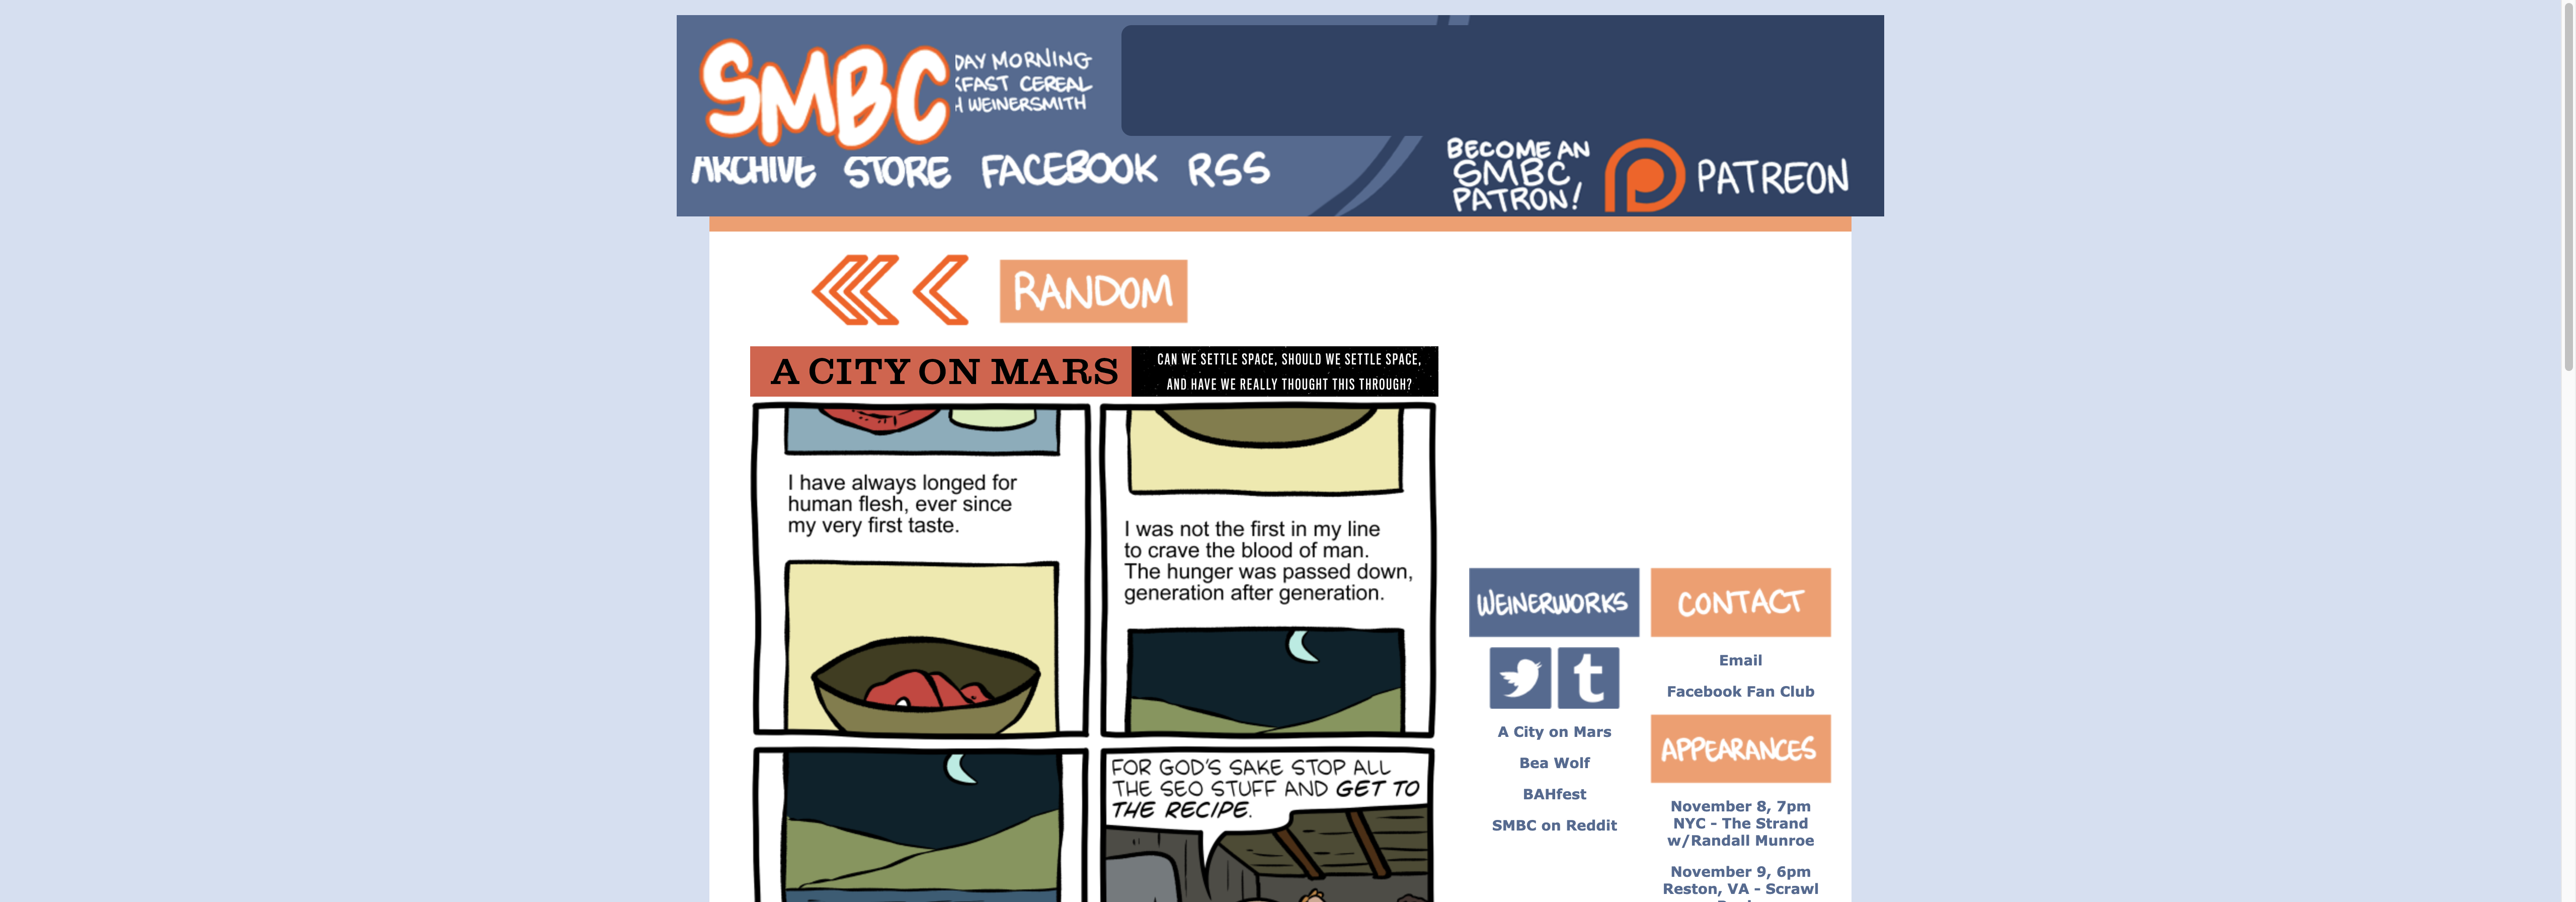 SMBC
DAY MORNING
FAST CEREAL
H WEINERSMITH
ARCHIVE STORE FACEBOOK RSS
BECOME AN
SMBC
PATRON!
PATREON
RANDOM
A CITY ON MARS
CAN WE SETTLE SPACE, SHOULD WE SETTLE SPACE,
AND HAVE WE REALLY THOUGHT THIS THROUGH?
I have always longed for
human flesh, ever since
my very first taste.
I was not the first in my line
to crave the blood of man.
The hunger was passed down,
generation after generation.
FOR GOD'S SAKE STOP ALL
THE SEO STUFF AND GET TO
THE RECIPE.
WEINERWORKS
A City on Mars
Bea Wolf
BAHfest
SMBC on Reddit
CONTACT
Email
Facebook Fan Club
APPEARANCES
November 8, 7pm
NYC - The Strand
w/Randall Munroe
November 9, 6pm
Reston, VA - Scrawl